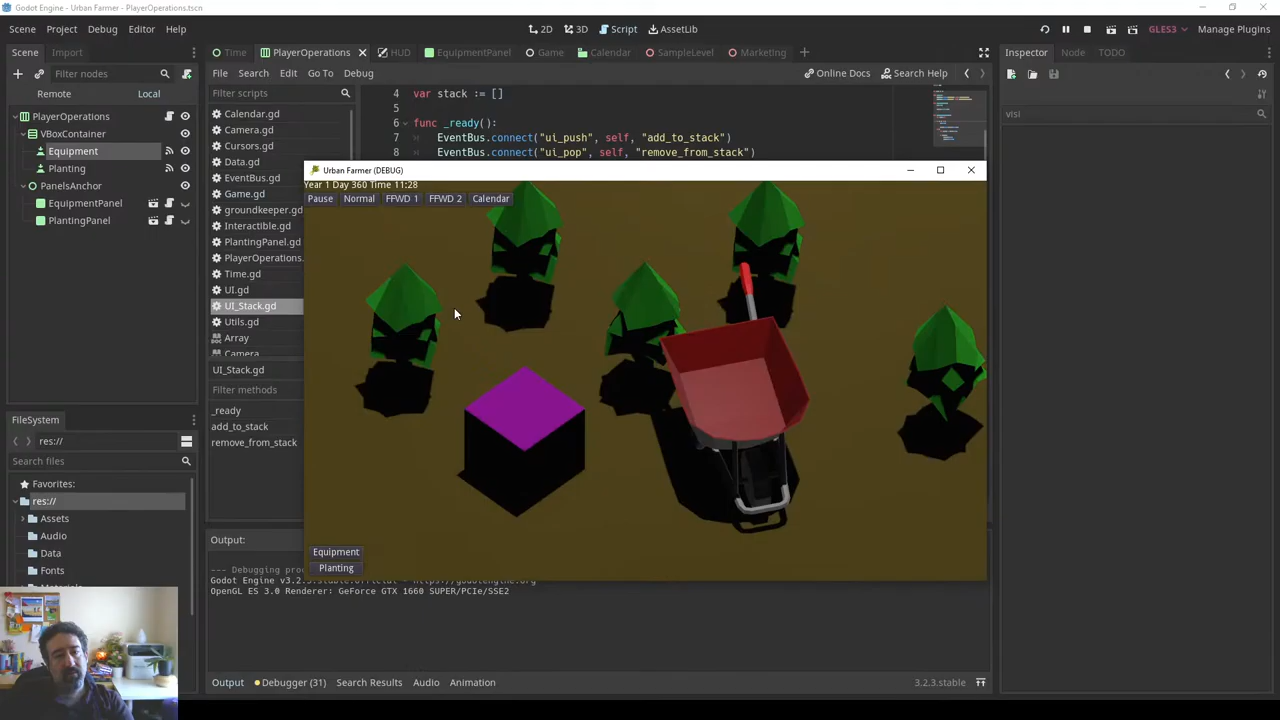 Godot Engine - Urban Farmer - PlayerOperations.tscn
Scene Project Debug Editor Help
2D 3D Script AssetLib
GLES3 Manage Plugins
Scene Import
Time PlayerOperations HUD EquipmentPanel Game Calendar SampleLevel Marketing
Inspector Node TODO
Filter nodes
File Search Edit Go To Debug
Online Docs Search Help
Remote Local
Filter scripts
4 var stack := []
5
6 func _ready():
7 EventBus.connect("ui_push", self, "add_to_stack")
8 EventBus.connect("ui_pop", self, "remove_from_stack")
visi
PlayerOperations
VBoxContainer
Equipment
Planting
PanelsAnchor
EquipmentPanel
PlantingPanel
Calendar.gd
Camera.gd
Cursors.gd
Data.gd
EventBus.gd
Game.gd
groundkeeper.gd
Interactible.gd
PlantingPanel.gd
PlayerOperations.
Time.gd
UI.gd
UI_Stack.gd
Utils.gd
Array
Camera
UI_Stack.gd
Filter methods
_ready
add_to_stack
remove_from_stack
Urban Farmer (DEBUG)
Year 1 Day 360 Time 11:28
Pause Normal FFWD 1 FFWD 2 Calendar
Equipment
Planting
FileSystem
res://
Search files
Favorites:
res://
Assets
Audio
Data
Fonts
Output:
--- Debugging pro
Godot Engine v3.2.3.stable.official - https://godotengine.org
OpenGL ES 3.0 Renderer: GeForce GTX 1660 SUPER/PCIe/SSE2
Output Debugger (31) Search Results Audio Animation
3.2.3.stable